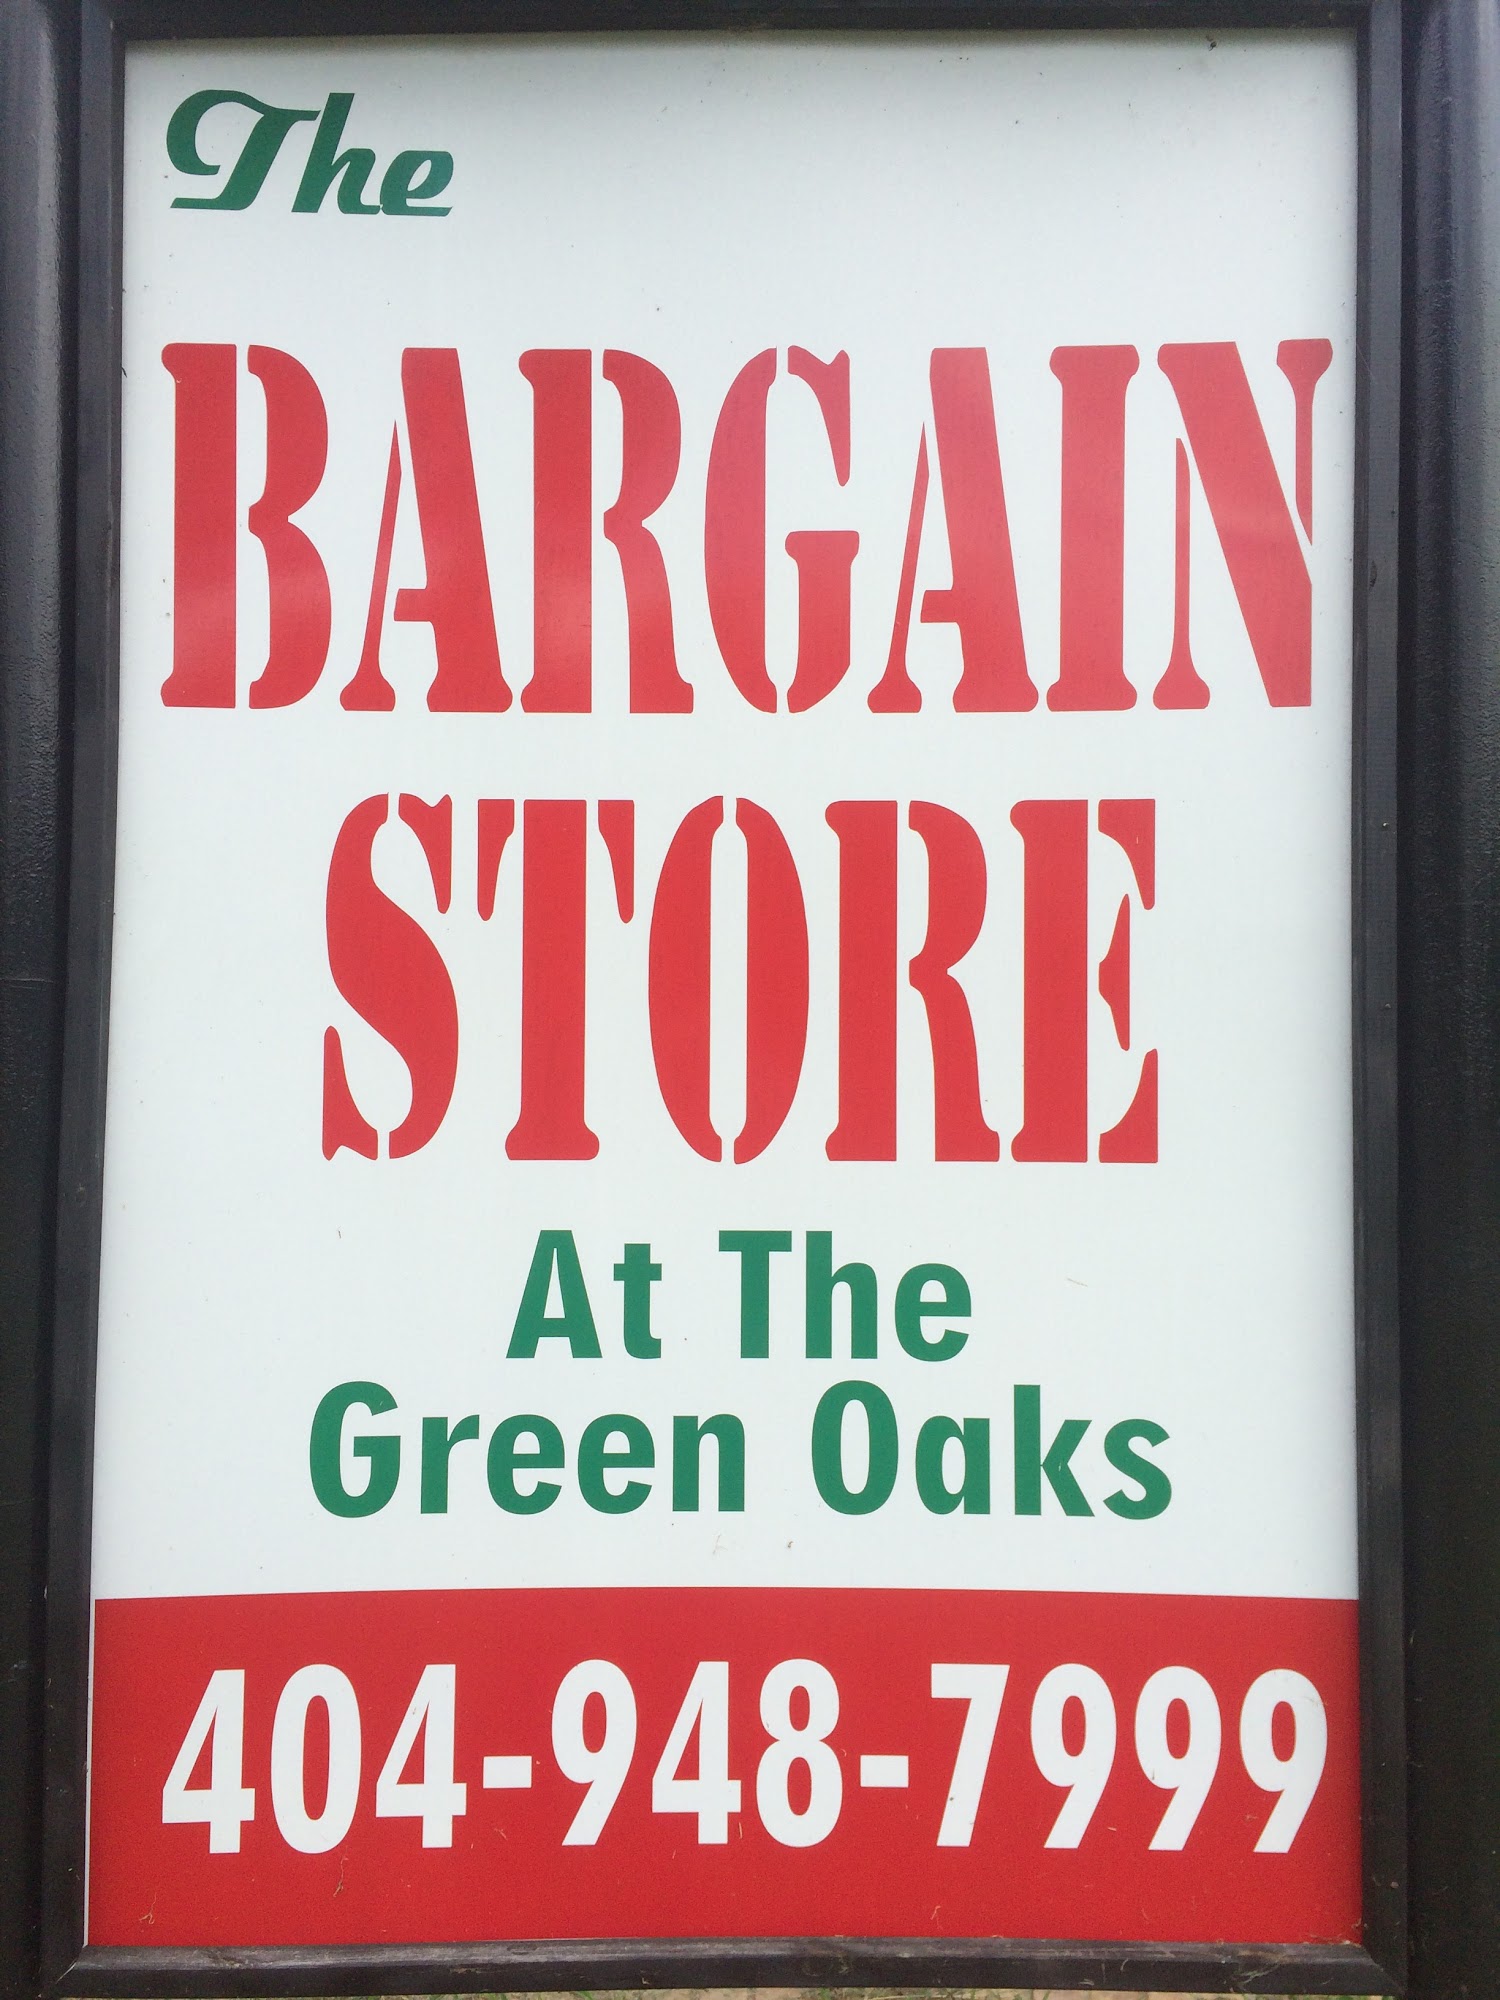 The
BARGAIN
STORE
At The
Green Oaks
404-948-7999